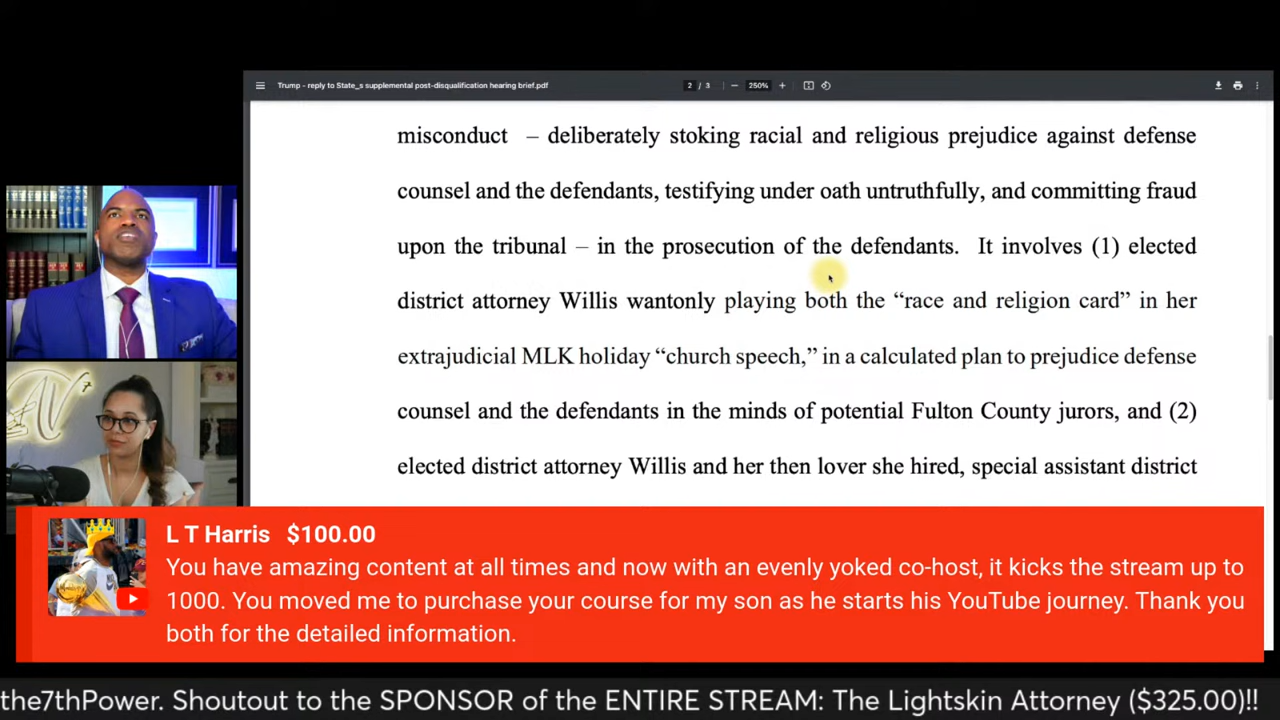 Trump - reply to State_s supplemental post-disqualification hearing brief.pdf
2 / 3
250%
misconduct – deliberately stoking racial and religious prejudice against defense
counsel and the defendants, testifying under oath untruthfully, and committing fraud
upon the tribunal – in the prosecution of the defendants. It involves (1) elected
district attorney Willis wantonly playing both the “race and religion card” in her
extrajudicial MLK holiday “church speech,” in a calculated plan to prejudice defense
counsel and the defendants in the minds of potential Fulton County jurors, and (2)
elected district attorney Willis and her then lover she hired, special assistant district
L T Harris $100.00
You have amazing content at all times and now with an evenly yoked co-host, it kicks the stream up to
1000. You moved me to purchase your course for my son as he starts his YouTube journey. Thank you
both for the detailed information.
the7thPower. Shoutout to the SPONSOR of the ENTIRE STREAM: The Lightskin Attorney ($325.00)!!